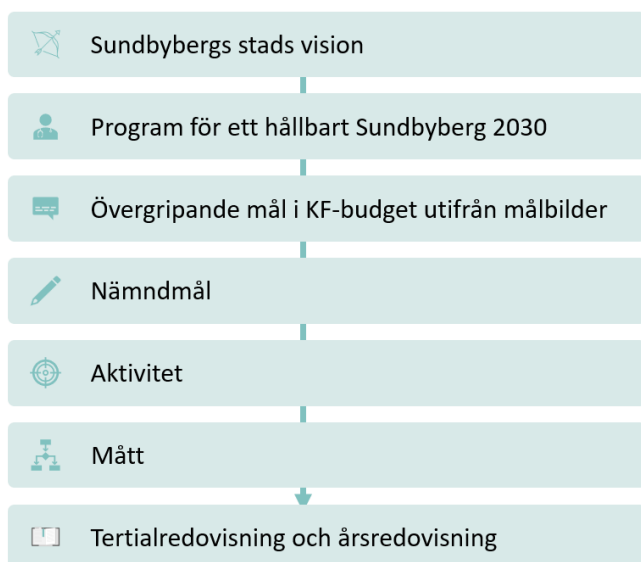 Sundbybergs stads vision
Program för ett hållbart Sundbyberg 2030
Övergripande mål i KF-budget utifrån målbilder
Nämndmål
Aktivitet
Mått
Tertialredovisning och årsredovisning